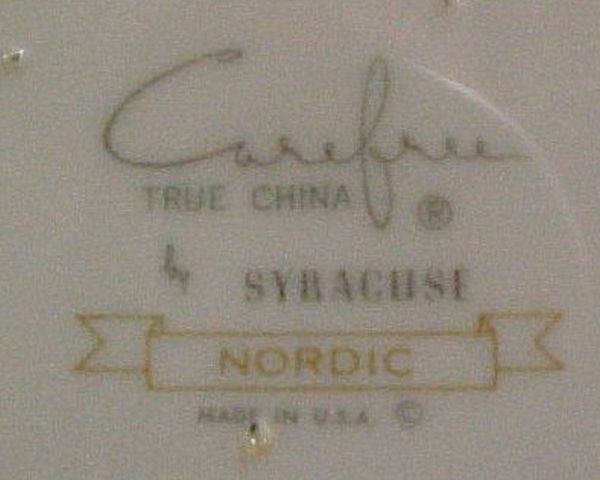 Carefree
TRUE CHINA ®
by SYRACUSE
NORDIC
MADE IN U.S.A. ©